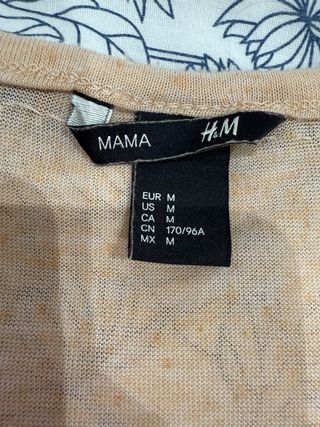 MAMA H&M
EUR M
US M
CA M
CN 170/96A
MX M